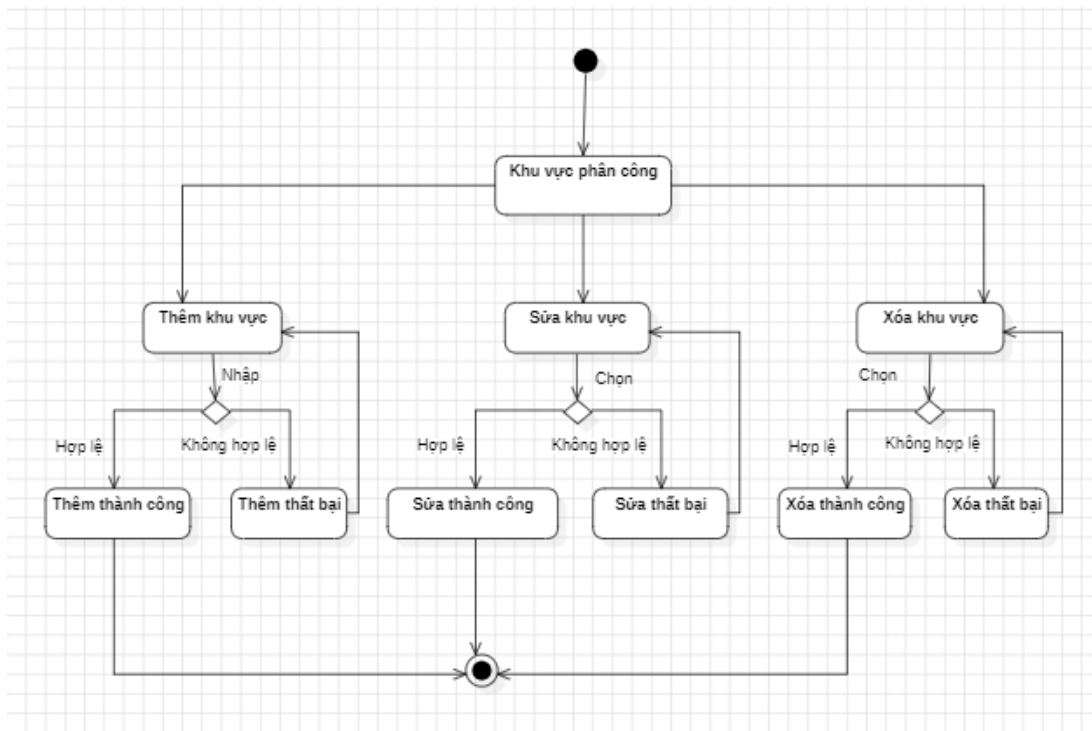 Khu vực phân công
Thêm khu vực
Sửa khu vực
Xóa khu vực
Nhập
Chọn
Chọn
Hợp lệ
Không hợp lệ
Hợp lệ
Không hợp lệ
Hợp lệ
Không hợp lệ
Thêm thành công
Thêm thất bại
Sửa thành công
Sửa thất bại
Xóa thành công
Xóa thất bại